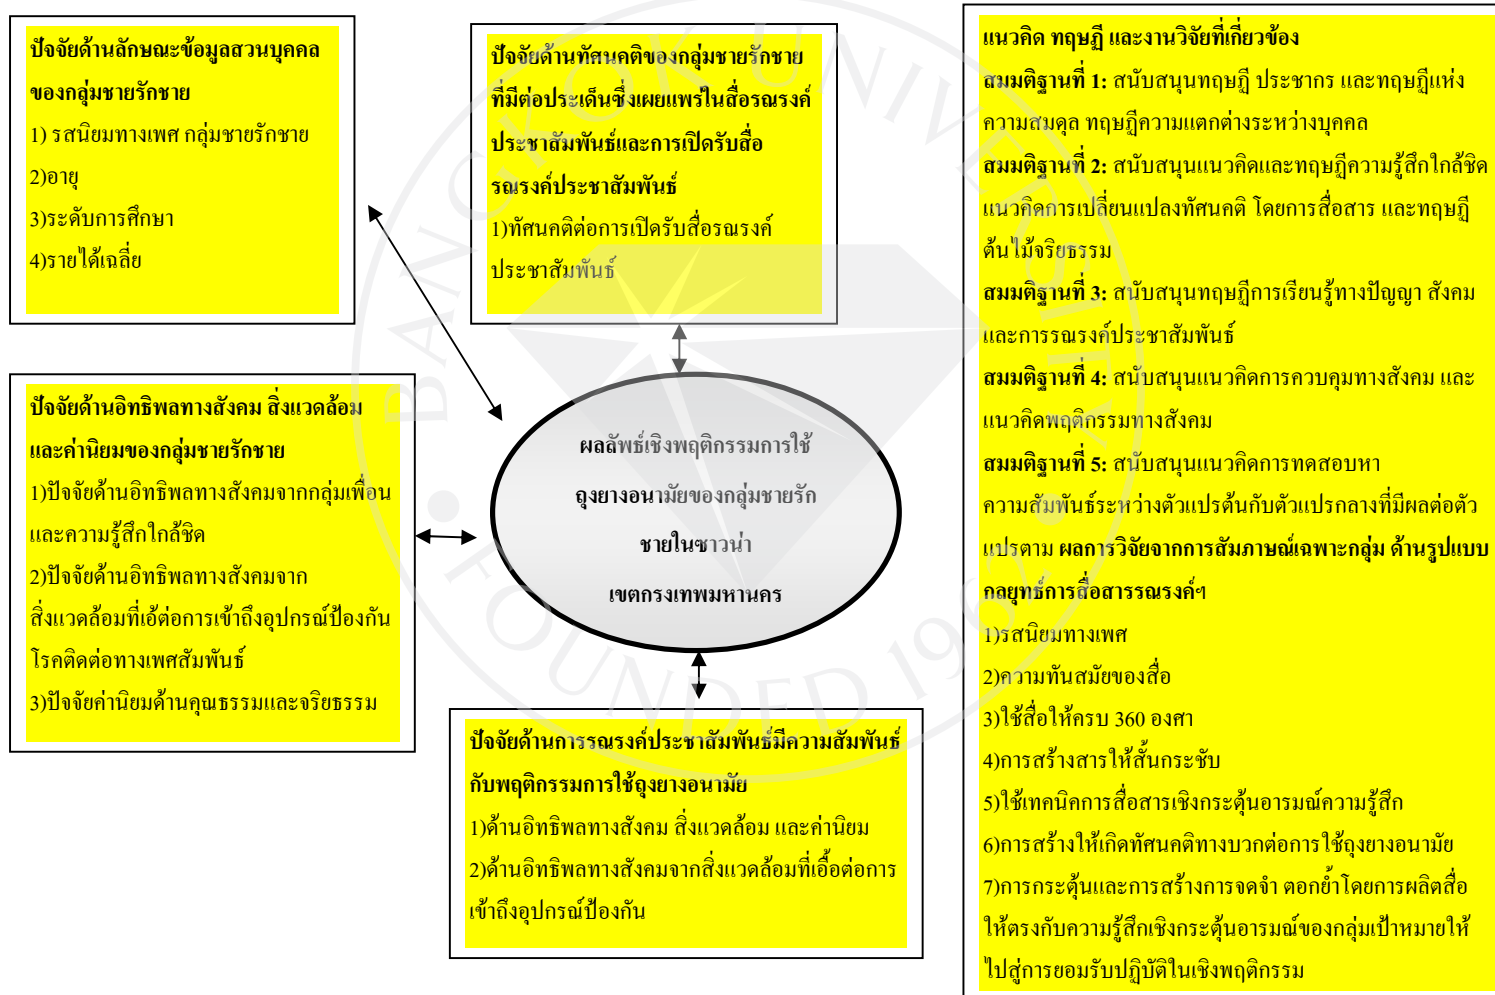 ปัจจัยด้านลักษณะข้อมูลสวนบุคคล
ของกลุ่มชายรักชาย
1) รสนิยมทางเพศ กลุ่มชายรักชาย
2)อายุ
3)ระดับการศึกษา
4)รายได้เฉลี่ย
ปัจจัยด้านทัศนคติของกลุ่มชายรักชาย
ที่มีต่อประเด็นซึ่งเผยแพร่ในสื่อรณรงค์
ประชาสัมพันธ์และการเปิดรับสื่อ
รณรงค์ประชาสัมพันธ์
1)ทัศนคติต่อการเปิดรับสื่อรณรงค์
ประชาสัมพันธ์
ปัจจัยด้านอิทธิพลทางสังคม สิ่งแวดล้อม
และค่านิยมของกลุ่มชายรักชาย
1)ปัจจัยด้านอิทธิพลทางสังคมจากกลุ่มเพื่อน
และความรู้สึกใกล้ชิด
2)ปัจจัยด้านอิทธิพลทางสังคมจาก
สิ่งแวดล้อมที่เอ้ต่อการเข้าถึงอุปกรณ์ป้องกัน
โรคติดต่อทางเพศสัมพันธ์
3)ปัจจัยค่านิยมด้านคุณธรรมและจริยธรรม
ผลลัพธ์เชิงพฤติกรรมการใช้
ถุงยางอนามัยของกลุ่มชายรัก
ชายในซาวน่า
เขตกรงเทพมหานคร
ปัจจัยด้านการรณรงค์ประชาสัมพันธ์มีความสัมพันธ์
กับพฤติกรรมการใช้ถุงยางอนามัย
1)ด้านอิทธิพลทางสังคม สิ่งแวดล้อม และค่านิยม
2)ด้านอิทธิพลทางสังคมจากสิ่งแวดล้อมที่เอื้อต่อการ
เข้าถึงอุปกรณ์ป้องกัน
แนวคิด ทฤษฏี และงานวิจัยที่เกี่ยวข้อง
สมมติฐานที่ 1: สนับสนุนทฤษฏี ประชากร และทฤษฏีแห่ง
ความสมดุล ทฤษฏีความแตกต่างระหว่างบุคคล
สมมติฐานที่ 2: สนับสนุนแนวคิดและทฤษฏีความรู้สึกใกล้ชิด
แนวคิดการเปลี่ยนแปลงทัศนคติ โดยการสื่อสาร และทฤษฏี
ต้นไม้จริยธรรม
สมมติฐานที่ 3: สนับสนุนทฤษฏีการเรียนรู้ทางปัญญา สังคม
และการรณรงค์ประชาสัมพันธ์
สมมติฐานที่ 4: สนับสนุนแนวคิดการควบคุมทางสังคม และ
แนวคิดพฤติกรรมทางสังคม
สมมติฐานที่ 5: สนับสนุนแนวคิดการทดสอบหา
ความสัมพันธ์ระหว่างตัวแปรต้นกับตัวแปรกลางที่มีผลต่อตัว
แปรตาม ผลการวิจัยจากการสัมภาษณ์เฉพาะกลุ่ม ด้านรูปแบบ
กลยุทธ์การสื่อสารรณรงค์ฯ
1)รสนิยมทางเพศ
2)ความทันสมัยของสื่อ
3)ใช้สื่อให้ครบ 360 องศา
4)การสร้างสารให้สั้นกระชับ
5)ใช้เทคนิคการสื่อสารเชิงกระตุ้นอารมณ์ความรู้สึก
6)การสร้างให้เกิดทัศนคติทางบวกต่อการใช้ถุงยางอนามัย
7)การกระตุ้นและการสร้างการจดจำ ตอกย้ำโดยการผลิตสื่อ
ให้ตรงกับความรู้สึกเชิงกระตุ้นอารมณ์ของกลุ่มเป้าหมายให้
ไปสู่การยอมรับปฏิบัติในเชิงพฤติกรรม
BANGKOK UNIVERSITY
FOUNDED 1962